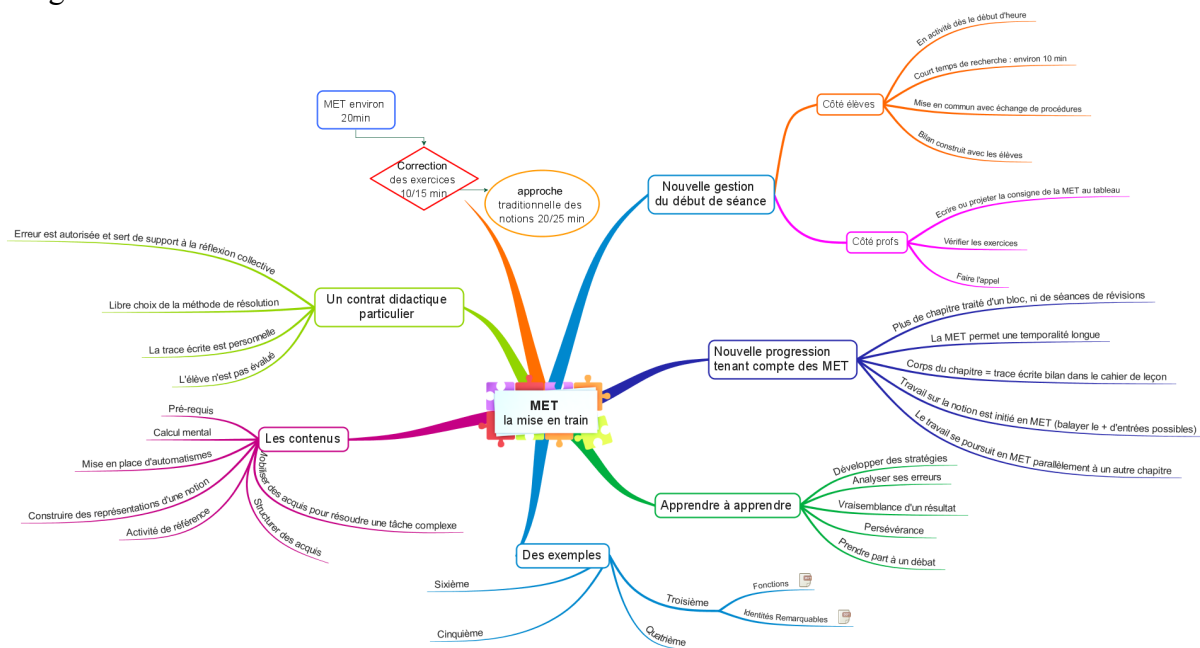 MET environ
20min
Correction
des exercices
10/15 min
approche
traditionnelle des
notions 20/25 min
Nouvelle gestion
du début de séance
Côté élèves
En activité dès le début d'heure
Court temps de recherche : environ 10 min
Mise en commun avec échange de procédures
Bilan construit avec les élèves
Côté profs
Ecrire ou projeter la consigne de la MET au tableau
Vérifier les exercices
Faire l'appel
Un contrat didactique
particulier
Erreur est autorisée et sert de support à la réflexion collective
Libre choix de la méthode de résolution
La trace écrite est personnelle
L'élève n'est pas évalué
Nouvelle progression
tenant compte des MET
Plus de chapitre traité d'un bloc, ni de séances de révisions
La MET permet une temporalité longue
Corps du chapitre = trace écrite bilan dans le cahier de leçon
Travail sur la notion est initié en MET (balayer le + d'entrées possibles)
Le travail se poursuit en MET parallèlement à un autre chapitre
MET
la mise en train
Les contenus
Pré-requis
Calcul mental
Mise en place d'automatismes
Construire des représentations d'une notion
Activité de référence
Structurer des acquis
Mobiliser des acquis pour résoudre une tâche complexe
Apprendre à apprendre
Développer des stratégies
Analyser ses erreurs
Vraisemblance d'un résultat
Persévérance
Prendre part à un débat
Des exemples
Sixième
Cinquième
Quatrième
Troisième
Fonctions
Identités Remarquables